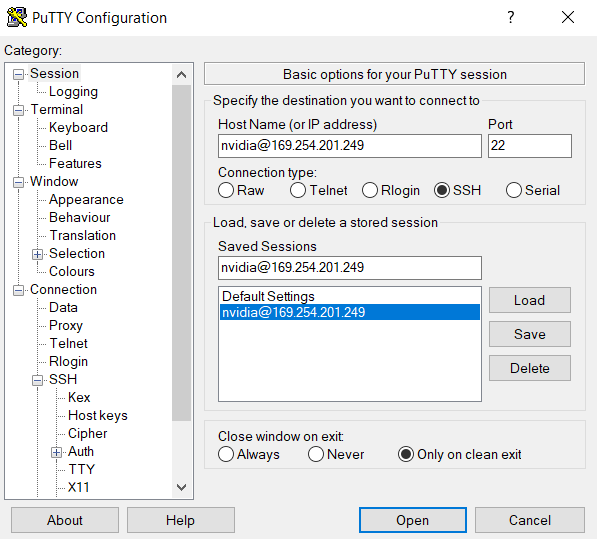 PuTTY Configuration
?
Category:
Session
Logging
Terminal
Keyboard
Bell
Features
Window
Appearance
Behaviour
Translation
Selection
Colours
Connection
Data
Proxy
Telnet
Rlogin
SSH
Kex
Host keys
Cipher
Auth
TTY
X11
Basic options for your PuTTY session
Specify the destination you want to connect to
Host Name (or IP address) Port
nvidia@169.254.201.249 22
Connection type:
Raw Telnet Rlogin SSH Serial
Load, save or delete a stored session
Saved Sessions
nvidia@169.254.201.249
Default Settings
nvidia@169.254.201.249
Load
Save
Delete
Close window on exit:
Always Never Only on clean exit
About Help Open Cancel